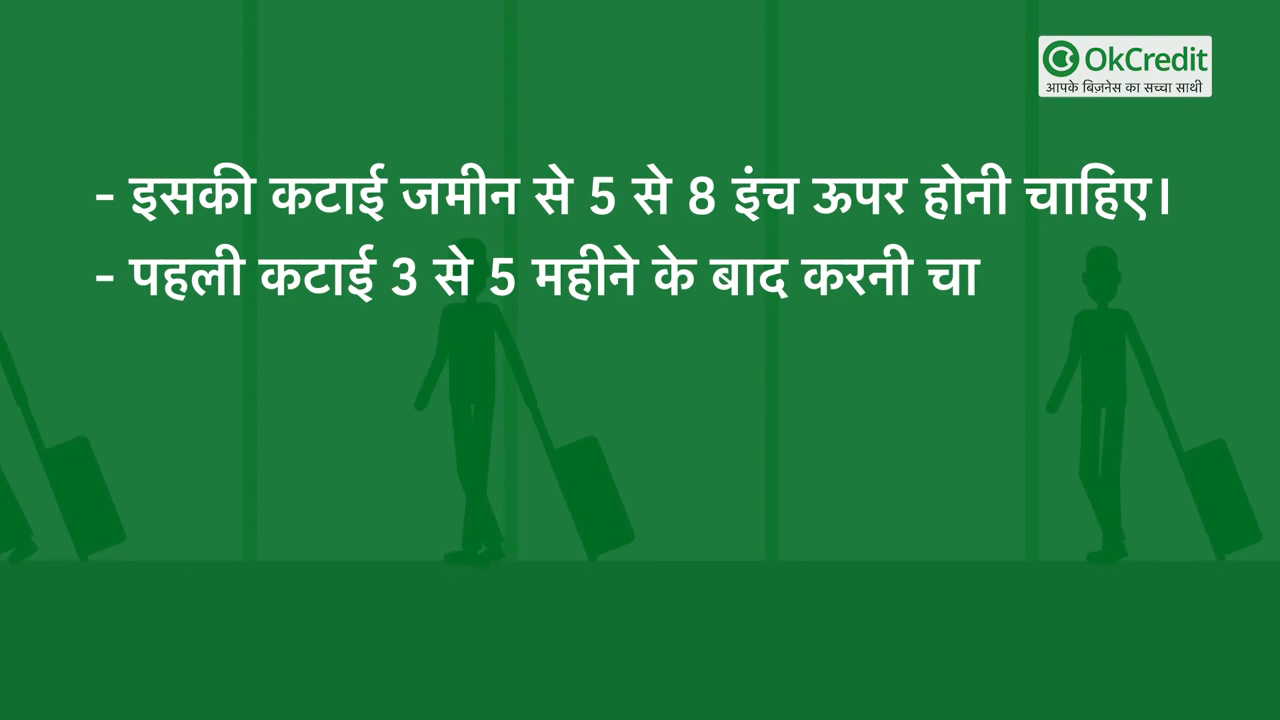 OkCredit
आपके बिज़नेस का सच्चा साथी
- इसकी कटाई जमीन से 5 से 8 इंच ऊपर होनी चाहिए।
- पहली कटाई 3 से 5 महीने के बाद करनी चा